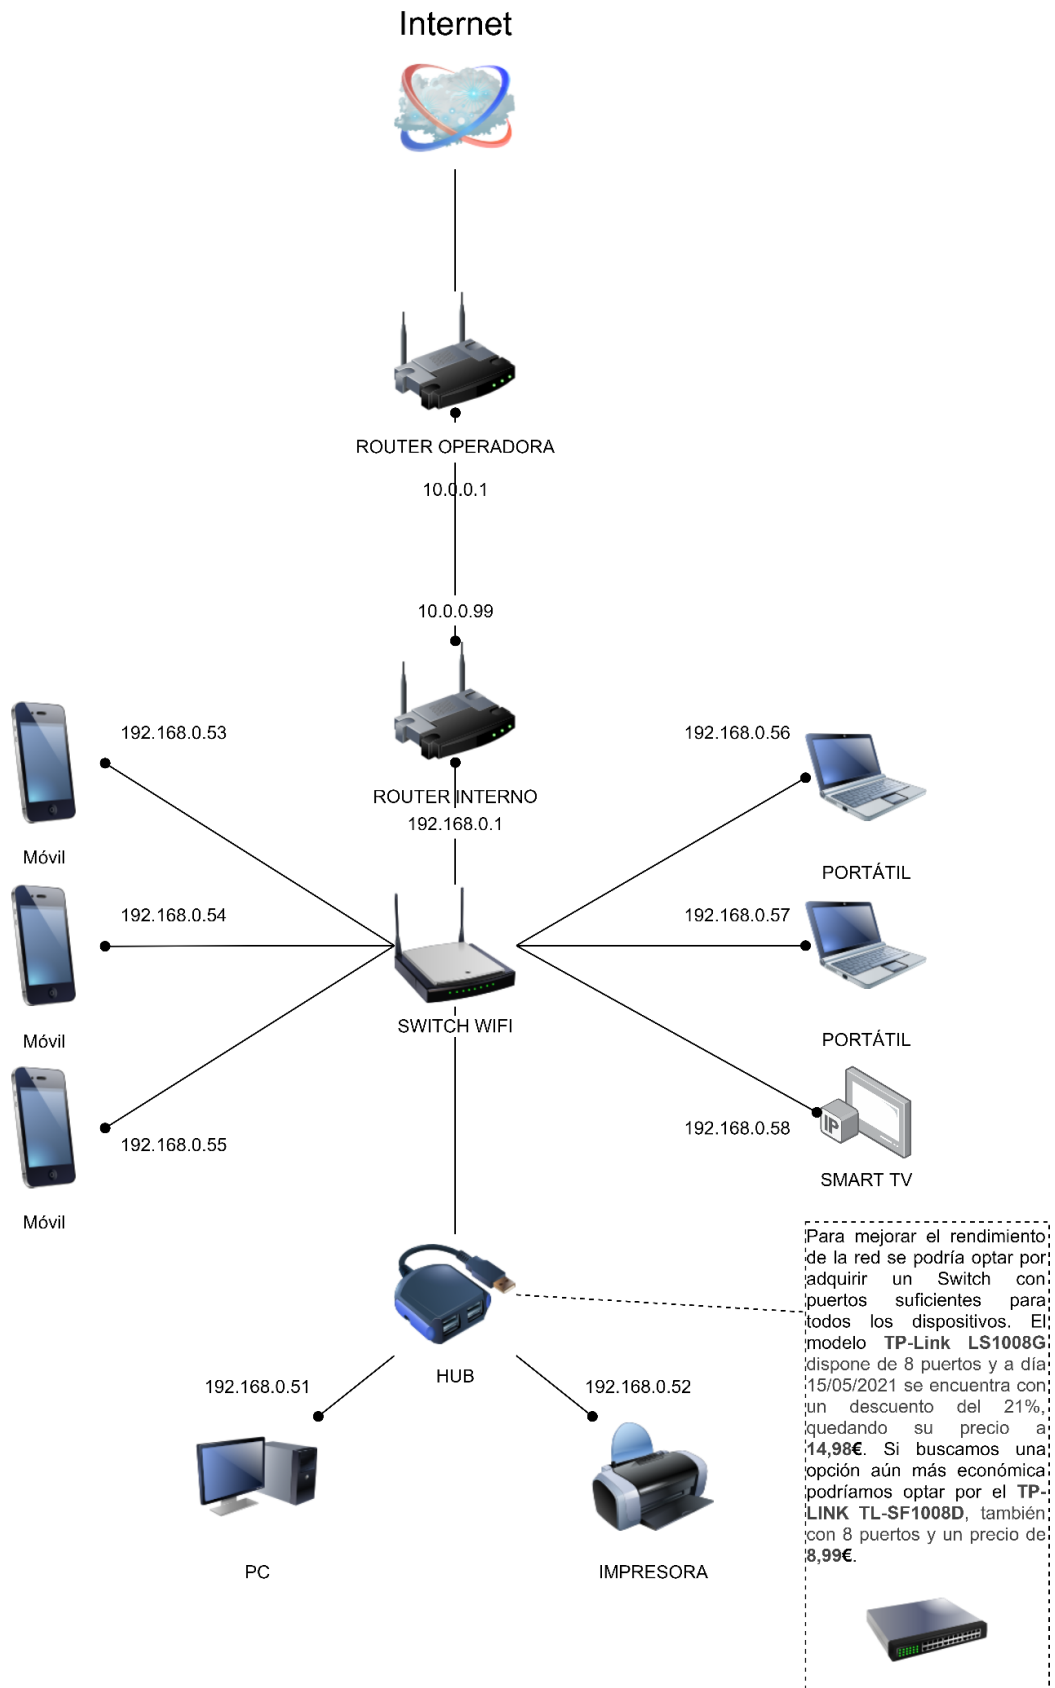 Internet
ROUTER OPERADORA
10.0.0.1
10.0.0.99
ROUTER INTERNO
192.168.0.1
192.168.0.53
Móvil
192.168.0.54
Móvil
192.168.0.55
Móvil
192.168.0.56
PORTÁTIL
192.168.0.57
PORTÁTIL
192.168.0.58
IP
SMART TV
SWITCH WIFI
HUB
192.168.0.51
PC
192.168.0.52
IMPRESORA
Para mejorar el rendimiento
de la red se podría optar por
adquirir un Switch con
puertos suficientes para
todos los dispositivos. El
modelo TP-Link LS1008G
dispone de 8 puertos y a día
15/05/2021 se encuentra con
un descuento del 21%,
quedando su precio a
14,98€. Si buscamos una
opción aún más económica
podríamos optar por el TP-
LINK TL-SF1008D, también
con 8 puertos y un precio de
8,99€.